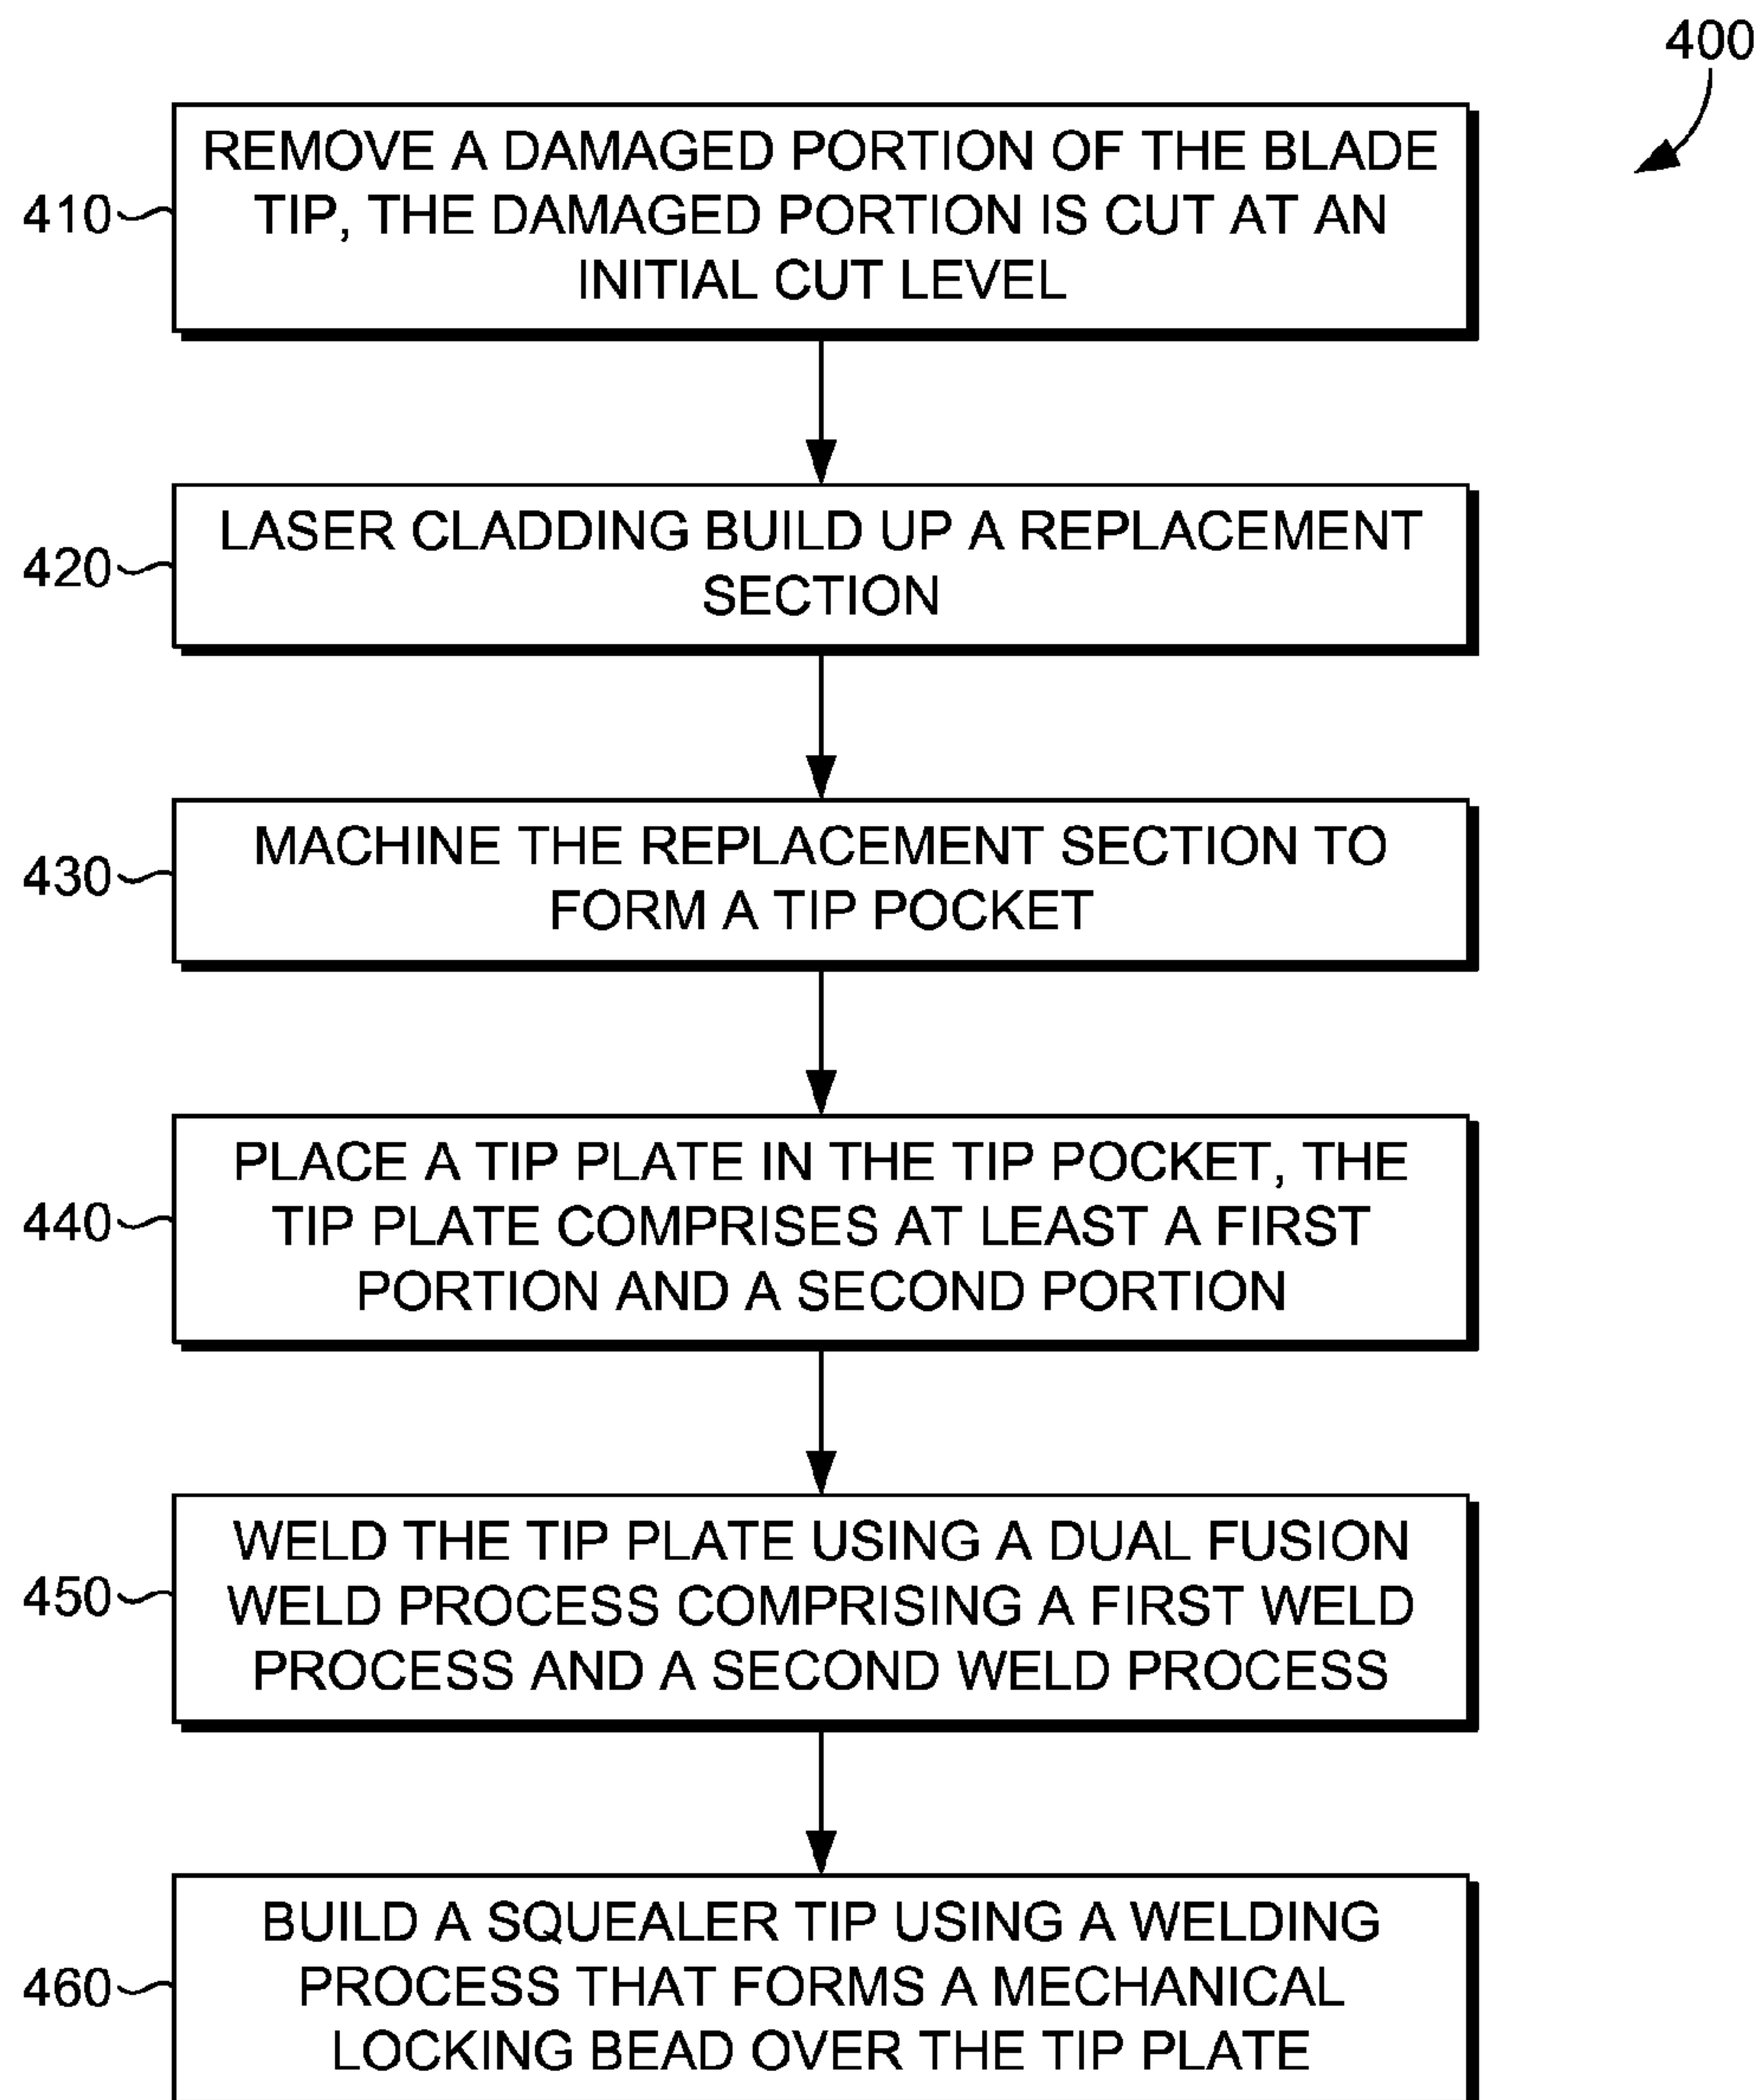 400
410
REMOVE A DAMAGED PORTION OF THE BLADE
TIP, THE DAMAGED PORTION IS CUT AT AN
INITIAL CUT LEVEL
420
LASER CLADDING BUILD UP A REPLACEMENT
SECTION
430
MACHINE THE REPLACEMENT SECTION TO
FORM A TIP POCKET
440
PLACE A TIP PLATE IN THE TIP POCKET, THE
TIP PLATE COMPRISES AT LEAST A FIRST
PORTION AND A SECOND PORTION
450
WELD THE TIP PLATE USING A DUAL FUSION
WELD PROCESS COMPRISING A FIRST WELD
PROCESS AND A SECOND WELD PROCESS
460
BUILD A SQUEALER TIP USING A WELDING
PROCESS THAT FORMS A MECHANICAL
LOCKING BEAD OVER THE TIP PLATE